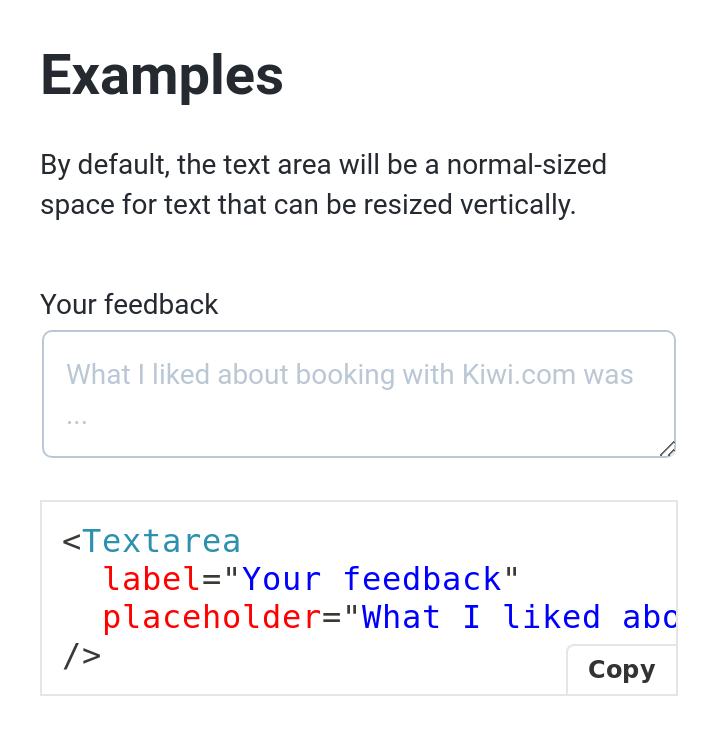 Examples
By default, the text area will be a normal-sized
space for text that can be resized vertically.
Your feedback
What I liked about booking with Kiwi.com was
...
<Textarea
  label="Your feedback"
  placeholder="What I liked abo
/>
Copy